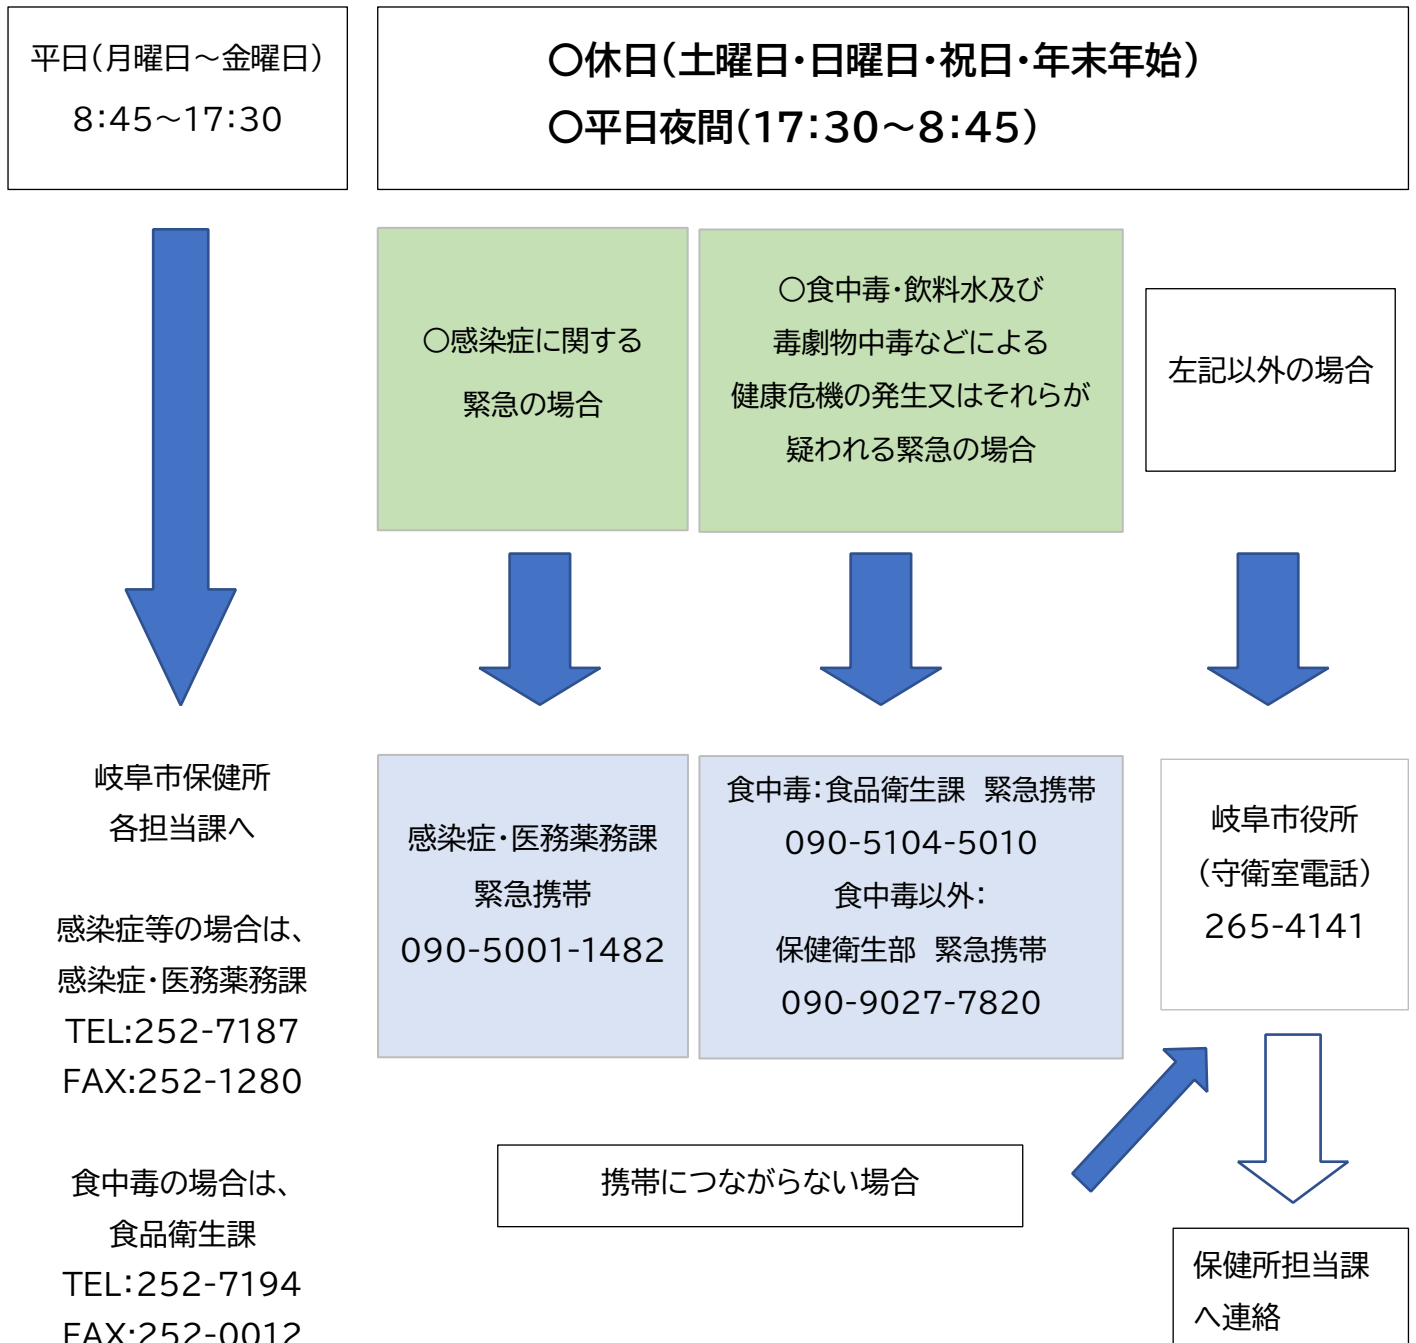 平日(月曜日～金曜日)
8:45～17:30
○休日(土曜日・日曜日・祝日・年末年始)
○平日夜間(17:30～8:45)
○感染症に関する
緊急の場合
○食中毒・飲料水及び
毒劇物中毒などによる
健康危機の発生又はそれらが
疑われる緊急の場合
左記以外の場合
岐阜市保健所
各担当課へ
感染症等の場合は、
感染症・医務薬務課
TEL:252-7187
FAX:252-1280
食中毒の場合は、
食品衛生課
TEL:252-7194
FAX:252-0012
感染症・医務薬務課
緊急携帯
090-5001-1482
食中毒:食品衛生課 緊急携帯
090-5104-5010
食中毒以外:
保健衛生部 緊急携帯
090-9027-7820
岐阜市役所
(守衛室電話)
265-4141
携帯につながらない場合
保健所担当課
へ連絡